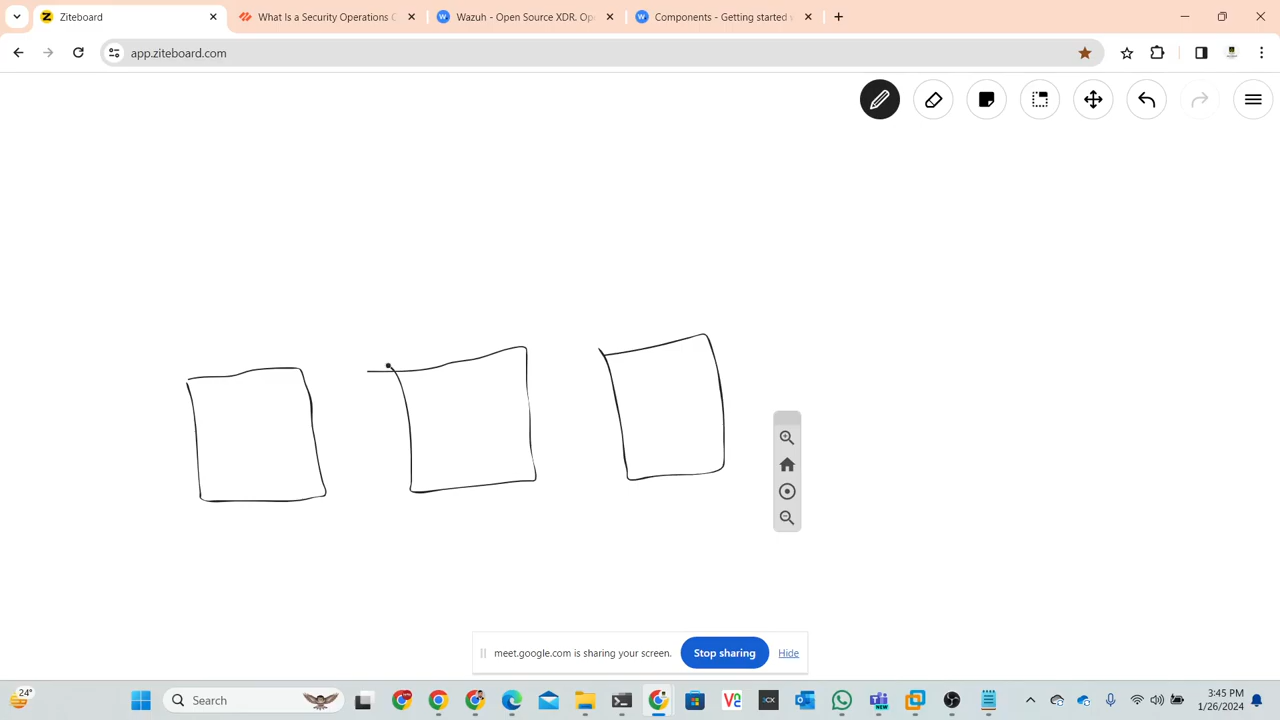 Ziteboard
What Is a Security Operations C
Wazuh - Open Source XDR. Op
Components - Getting started
app.ziteboard.com
meet.google.com is sharing your screen.
Stop sharing
Hide
24°
Search
3:45 PM
1/26/2024